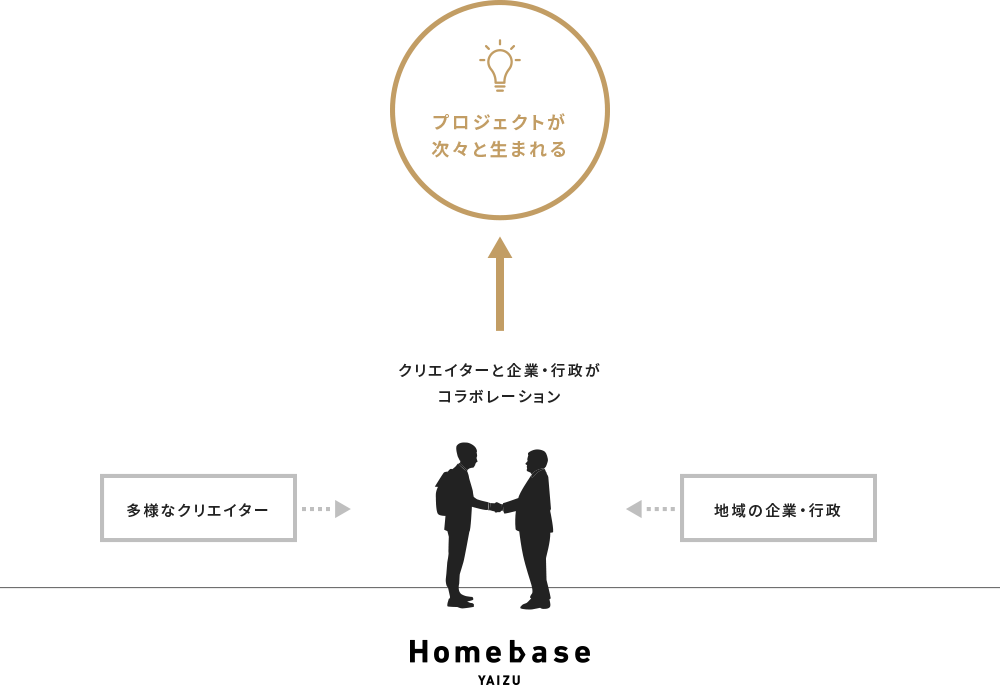 プロジェクトが
次々と生まれる
クリエイターと企業・行政が
コラボレーション
多様なクリエイター
地域の企業・行政
Homebase
YAIZU